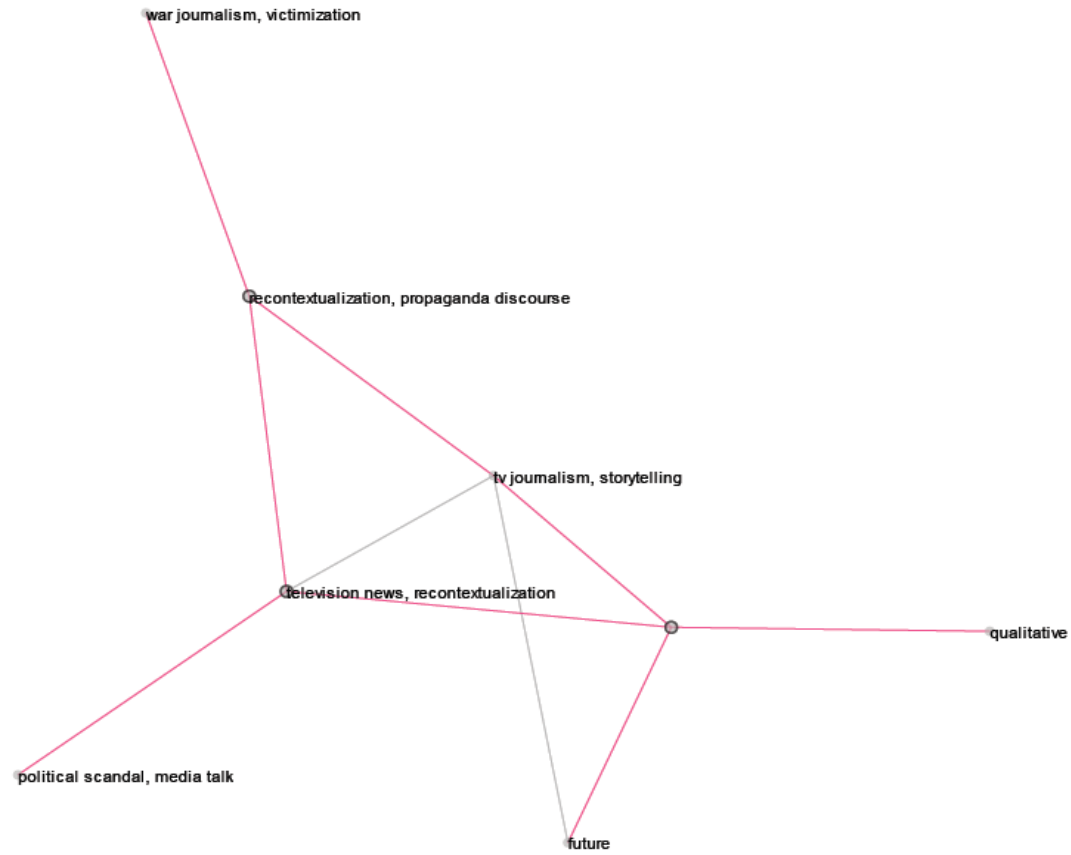 war journalism, victimization
recontextualization, propaganda discourse
tv journalism, storytelling
television news, recontextualization
qualitative
political scandal, media talk
future